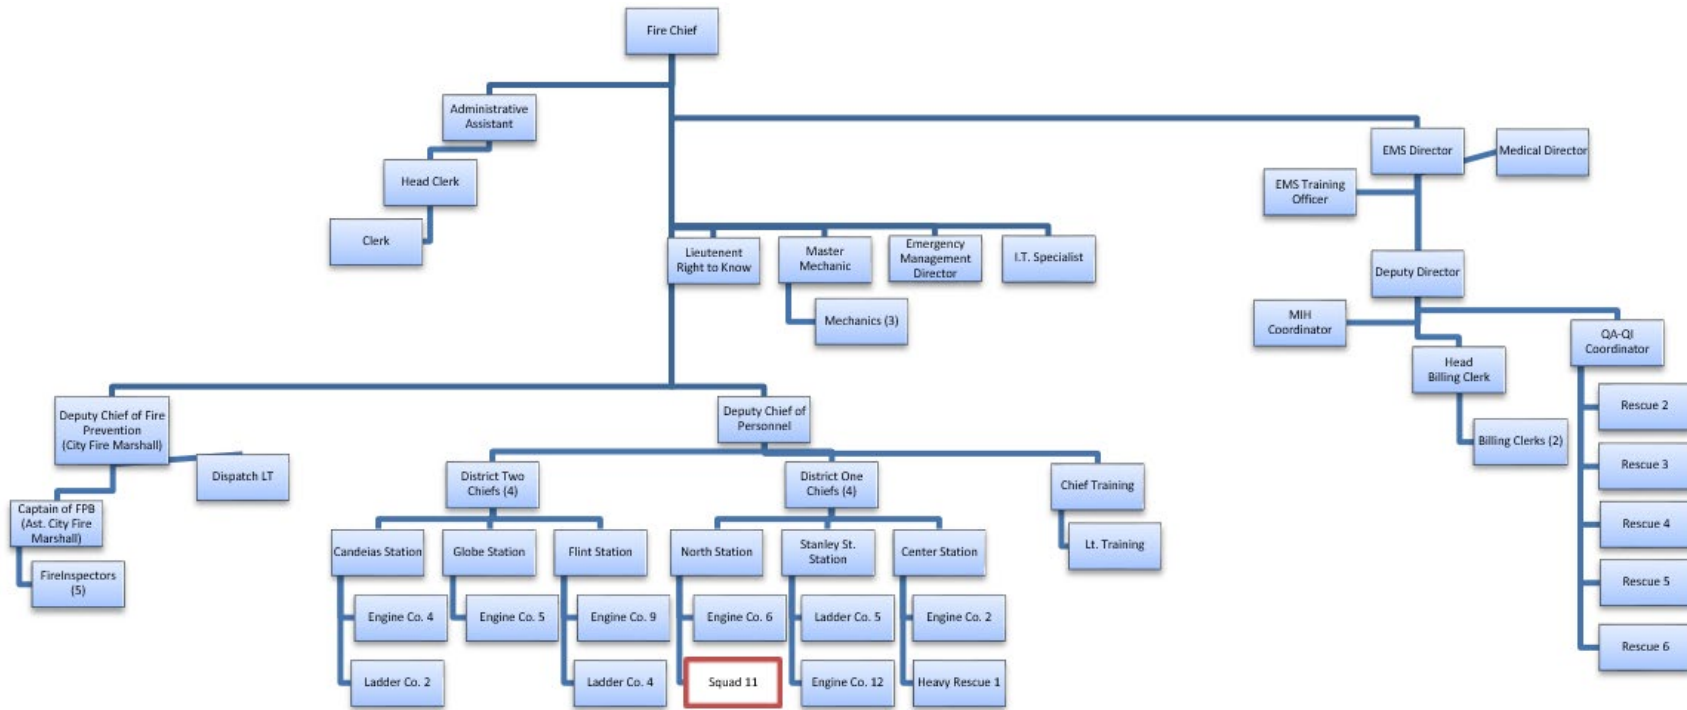 Fire Chief
Administrative
Assistant
Head Clerk
Clerk
EMS Director
Medical Director
EMS Training
Officer
Lieutenent
Right to Know
Master
Mechanic
Emergency
Management
Director
I.T. Specialist
Mechanics (3)
Deputy Director
MIH
Coordinator
Head
Billing Clerk
Billing Clerks (2)
QA-QI
Coordinator
Rescue 2
Rescue 3
Rescue 4
Rescue 5
Rescue 6
Deputy Chief of Fire
Prevention
(City Fire Marshall)
Dispatch LT
Captain of FPB
(Ast. City Fire
Marshall)
FireInspectors
(5)
Deputy Chief of
Personnel
District Two
Chiefs (4)
District One
Chiefs (4)
Chief Training
Lt. Training
Candeias Station
Globe Station
Flint Station
North Station
Stanley St.
Station
Center Station
Engine Co. 4
Engine Co. 5
Engine Co. 9
Engine Co. 6
Ladder Co. 5
Engine Co. 2
Ladder Co. 2
Ladder Co. 4
Squad 11
Engine Co. 12
Heavy Rescue 1